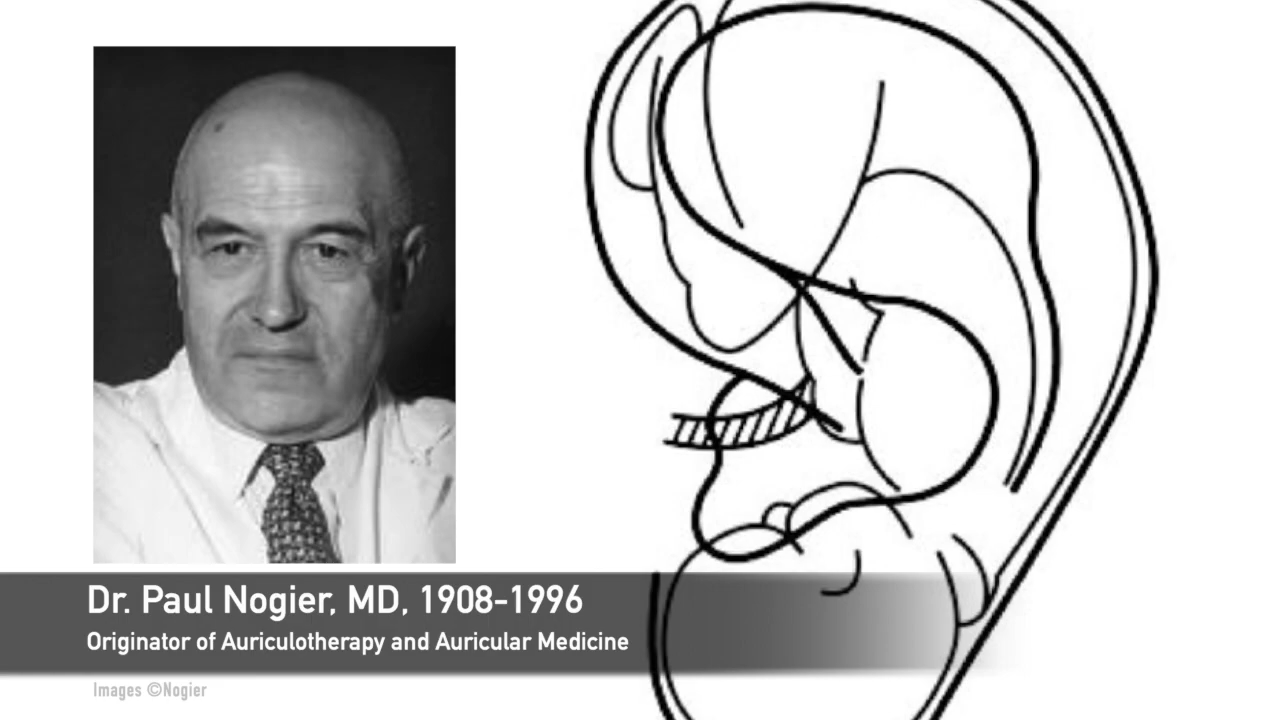 Dr. Paul Nogier, MD, 1908-1996
Originator of Auriculotherapy and Auricular Medicine
Images ©Nogier